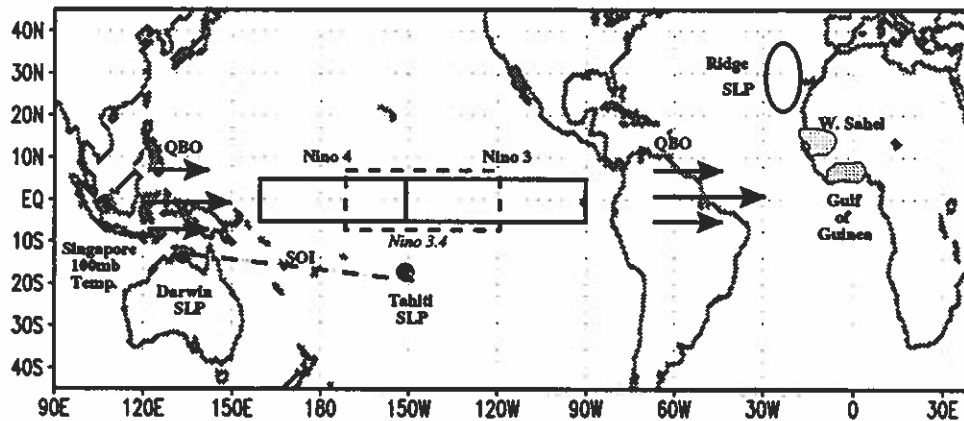 40N
30N
20N
10N
EQ
10S
20S
30S
40S
Ridge
SLP
W. Sahel
QBO
Nino 4
Nino 3
QBO
Gulf
of
Guinea
Nino 3.4
Singapore
100mb
Temp.
SOI
Darwin
SLP
Tahiti
SLP
90E
120E
150E
180
150W
120W
90W
60W
30W
0
30E